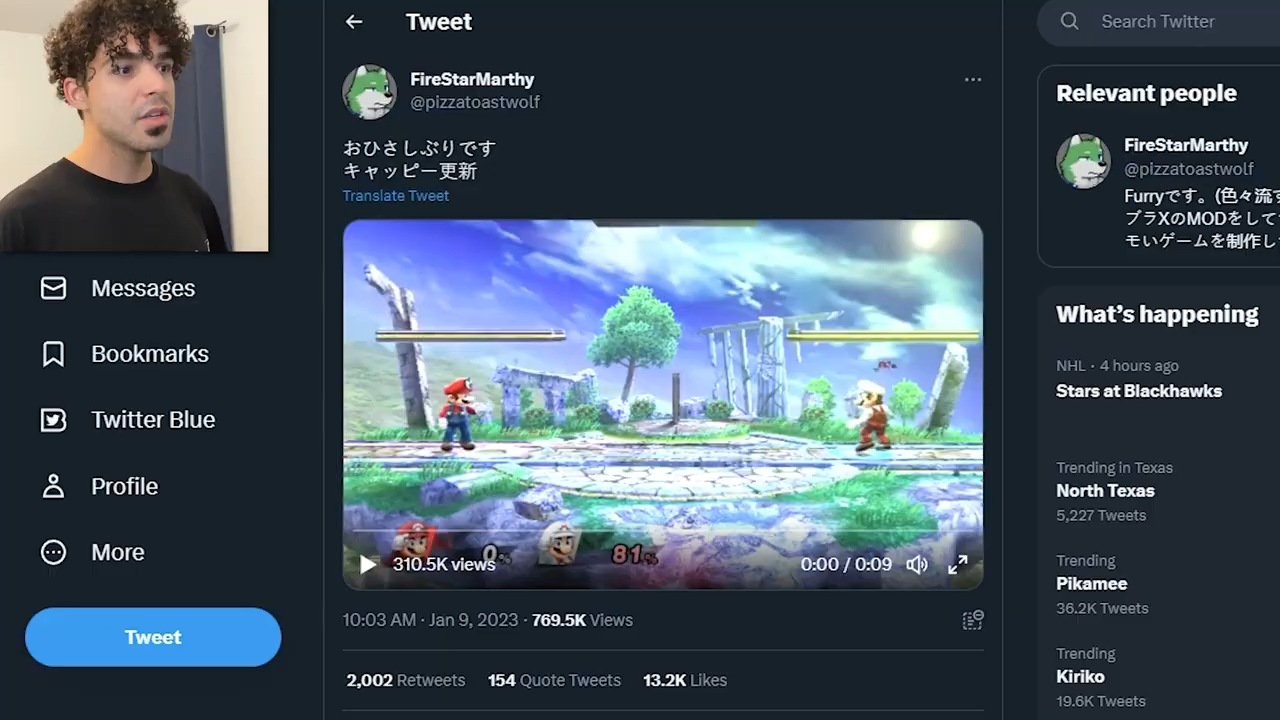 Tweet
Search Twitter
FireStarMarthy
@pizzatoastwolf
おひさしぶりです
キャッピー更新
Translate Tweet
0%
81%
310.5K views
0:00 / 0:09
10:03 AM · Jan 9, 2023 · 769.5K Views
2,002 Retweets 154 Quote Tweets 13.2K Likes
Messages
Bookmarks
Twitter Blue
Profile
More
Tweet
Relevant people
FireStarMarthy
@pizzatoastwolf
Furryです。(色々流す
ブラXのMODをして
モいゲームを制作し
What's happening
NHL · 4 hours ago
Stars at Blackhawks
Trending in Texas
North Texas
5,227 Tweets
Trending
Pikamee
36.2K Tweets
Trending
Kiriko
19.6K Tweets